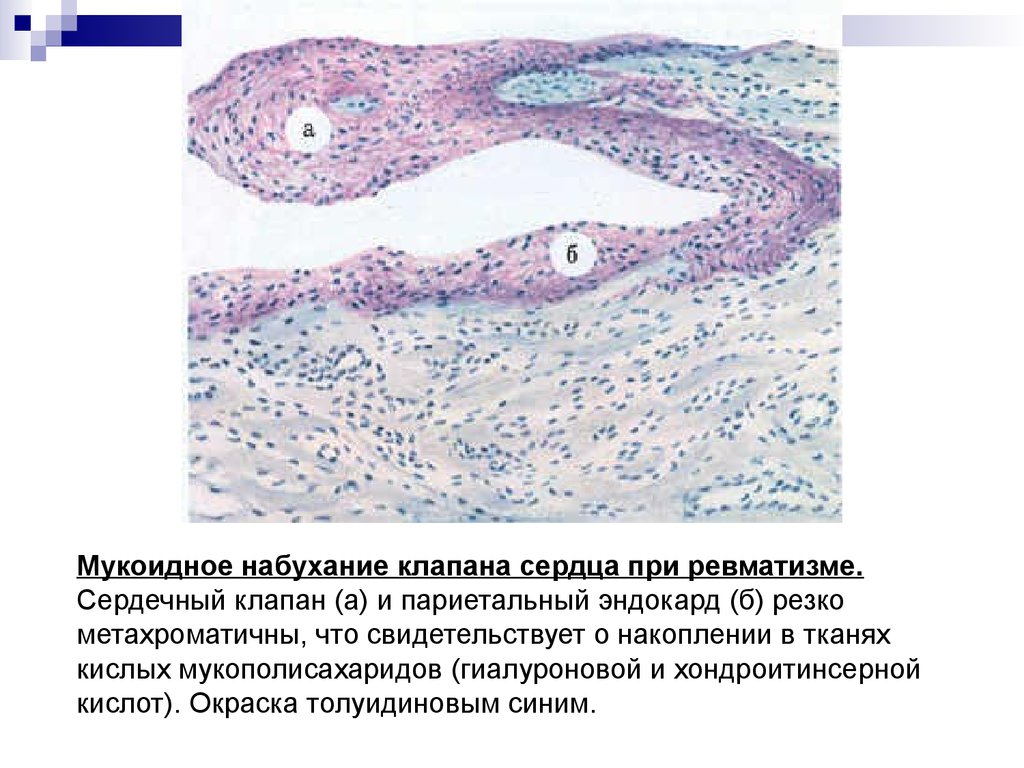 а
б
Мукоидное набухание клапана сердца при ревматизме.
Сердечный клапан (а) и париетальный эндокард (б) резко
метахроматичны, что свидетельствует о накоплении в тканях
кислых мукополисахаридов (гиалуроновой и хондроитинсерной
кислот). Окраска толуидиновым синим.